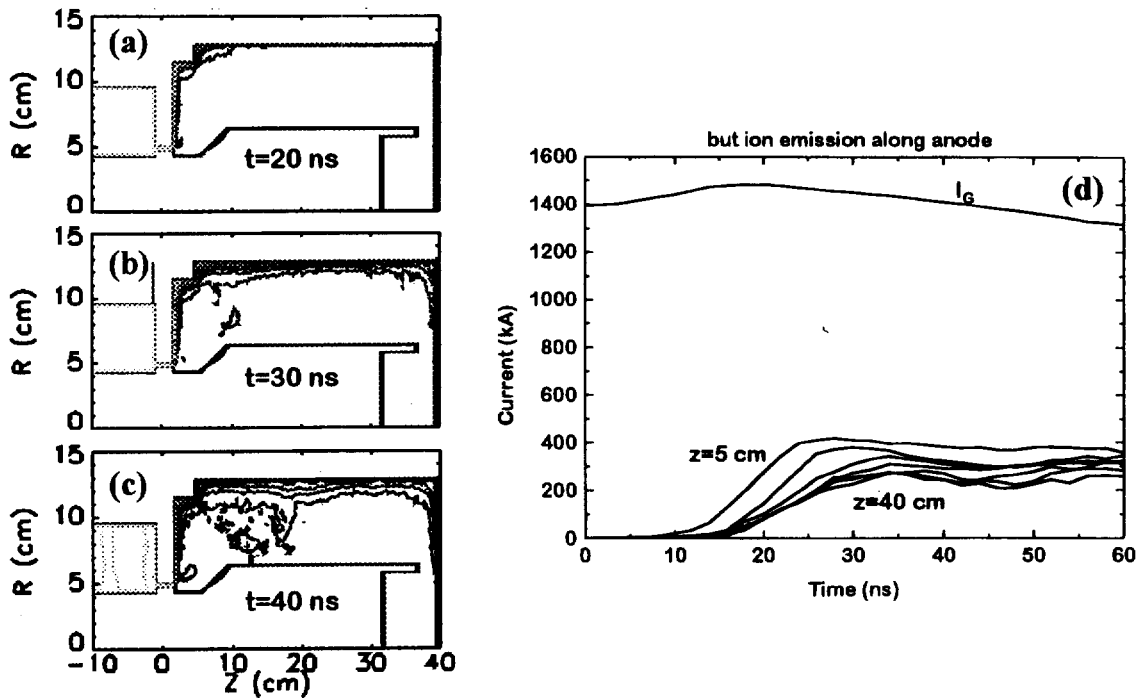 15
(a)
10
R (cm)
5
t=20 ns
0
15
(b)
10
R (cm)
5
t=30 ns
0
15
(c)
10
R (cm)
5
t=40 ns
0
-10 0 10 20 30 40
Z (cm)
but ion emission along anode
1600
I_G
(d)
1400
1200
1000
800
600
400
200
0
Current (kA)
z=5 cm
z=40 cm
0 10 20 30 40 50 60
Time (ns)